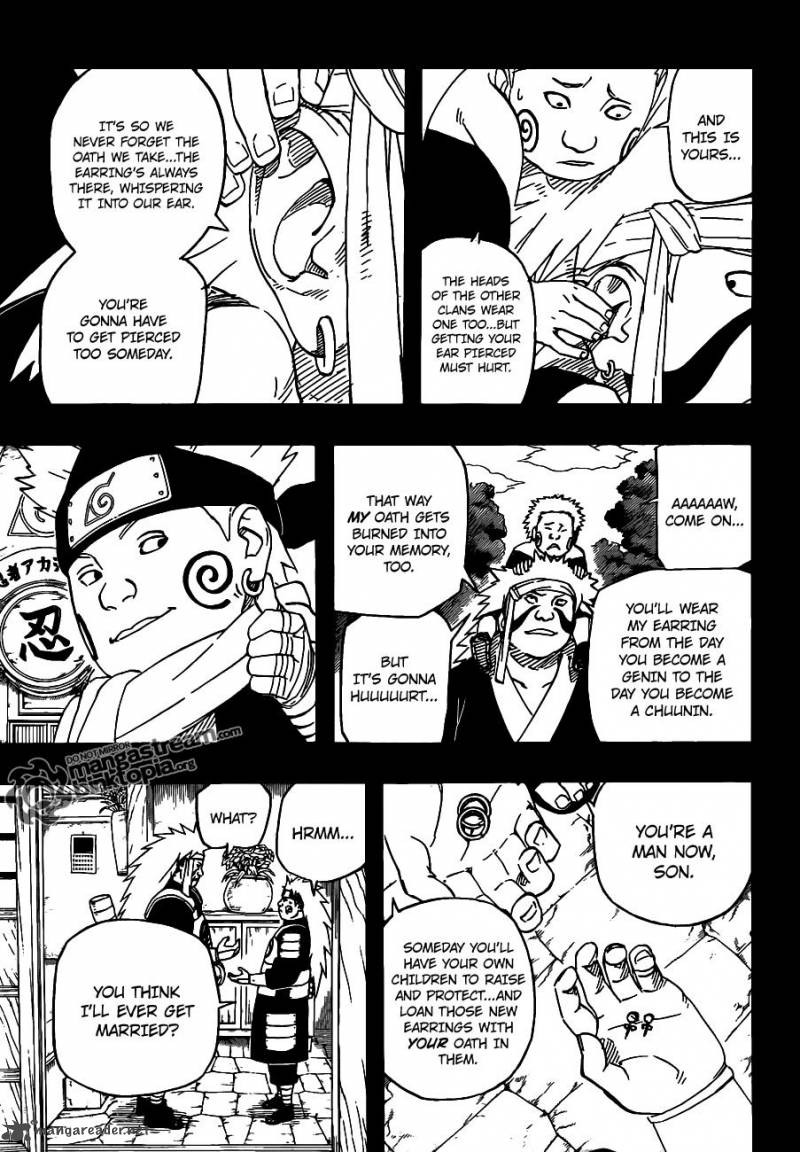 AND
THIS IS
YOURS...
THE HEADS
OF THE OTHER
CLANS WEAR
ONE TOO...BUT
GETTING YOUR
EAR PIERCED
MUST HURT.
IT'S SO WE
NEVER FORGET THE
OATH WE TAKE...THE
EARRING'S ALWAYS
THERE, WHISPERING
IT INTO OUR EAR.
YOU'RE
GONNA HAVE
TO GET PIERCED
TOO SOMEDAY.
AAAAAAW,
COME ON...
YOU'LL WEAR
MY EARRING
FROM THE DAY
YOU BECOME A
GENIN TO THE
DAY YOU BECOME
A CHUUNIN.
THAT WAY
MY OATH GETS
BURNED INTO
YOUR MEMORY,
TOO.
BUT
IT'S GONNA
HUUUUUURT...
忍
DO NOT MIRROR
mangastream.com
YOU'RE A
MAN NOW,
SON.
SOMEDAY YOU'LL
HAVE YOUR OWN
CHILDREN TO RAISE
AND PROTECT...AND
LOAN THOSE NEW
EARRINGS WITH
YOUR OATH IN
THEM.
HRMM...
WHAT?
YOU THINK
I'LL EVER GET
MARRIED?
mangareader.net